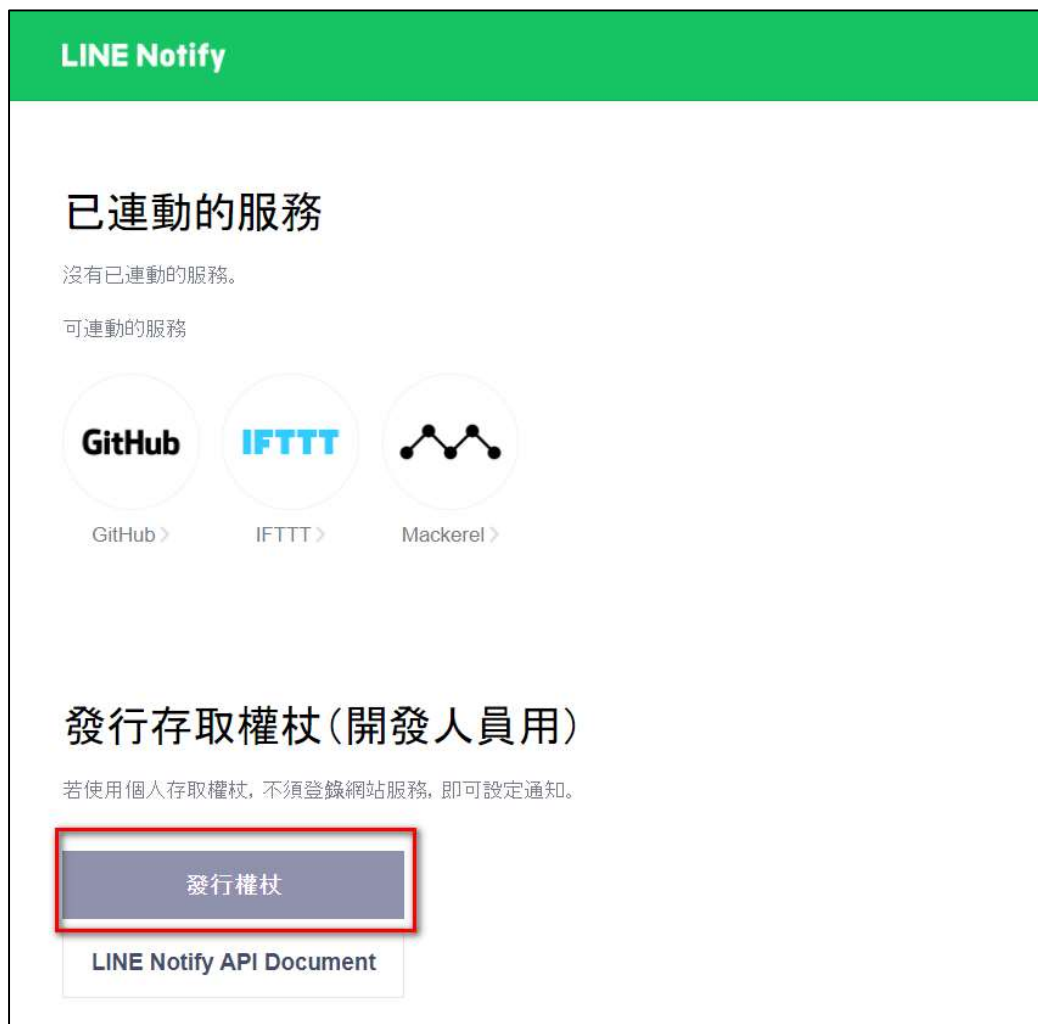 LINE Notify
已連動的服務
沒有已連動的服務。
可連動的服務
GitHub IFTTT
GitHub IFTTT Mackerel
發行存取權杖(開發人員用)
若使用個人存取權杖, 不須登錄網站服務, 即可設定通知。
發行權杖
LINE Notify API Document